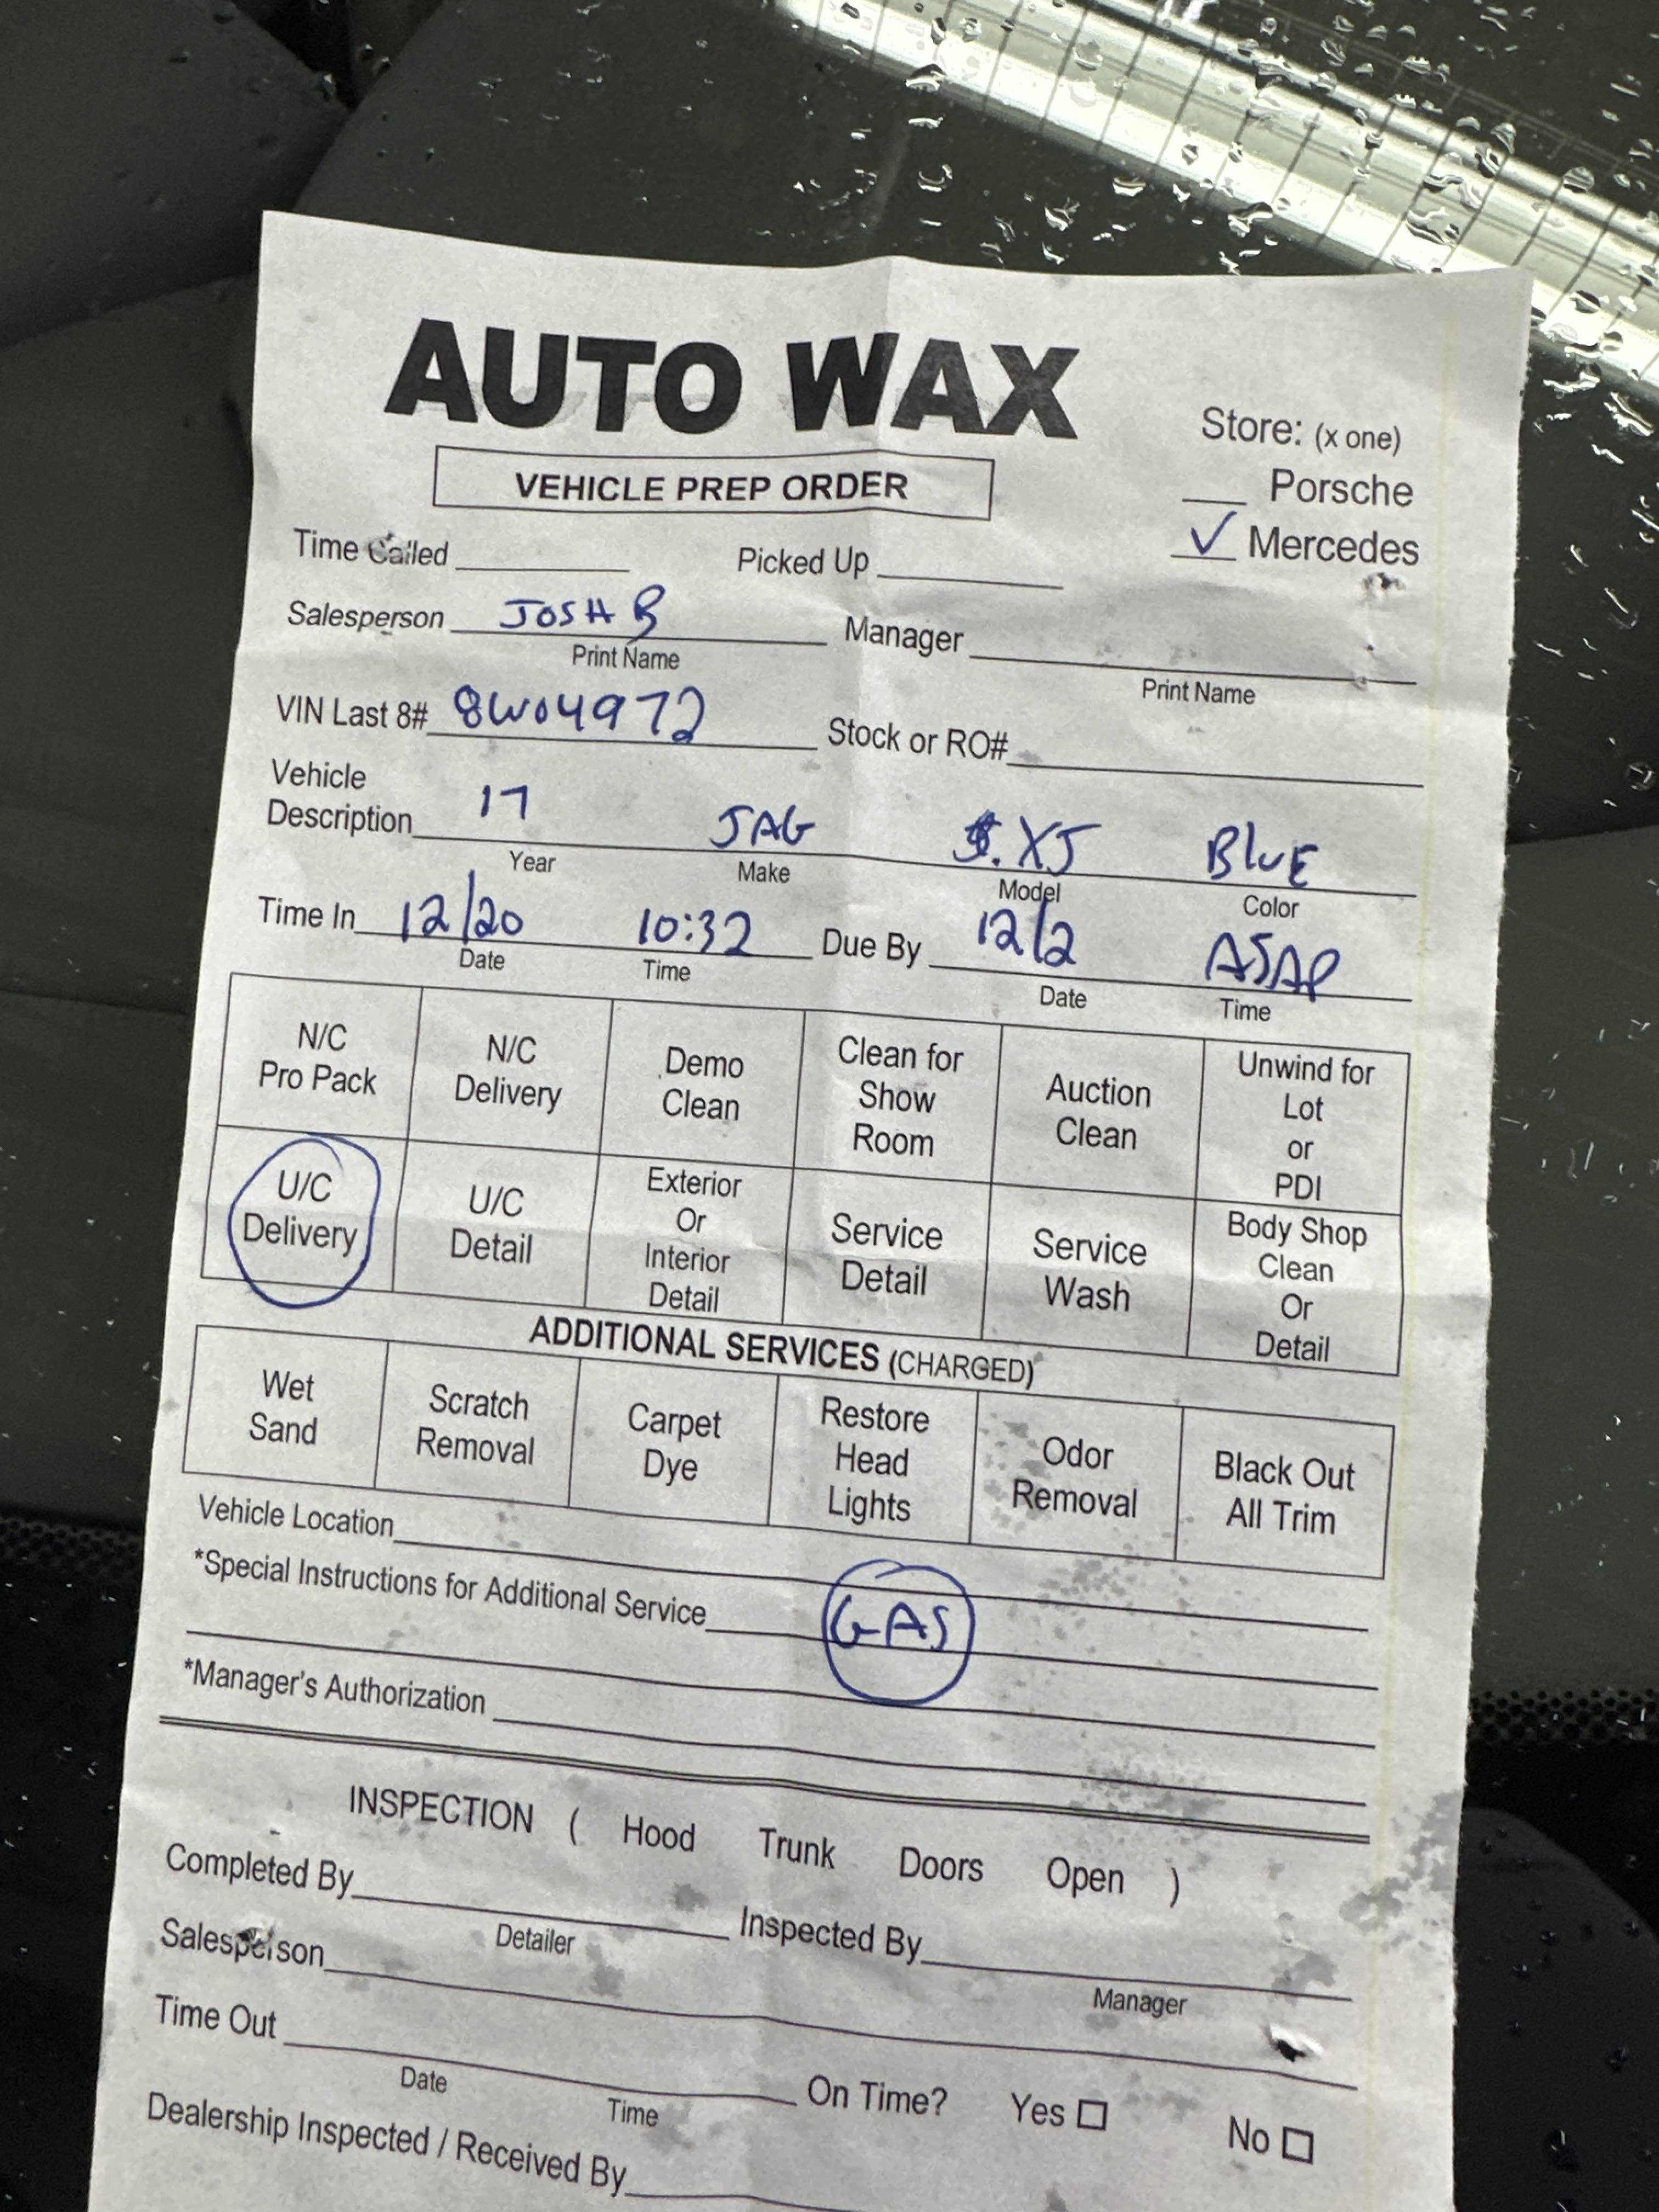 AUTO WAX
VEHICLE PREP ORDER
Store: (x one)
Porsche
✓ Mercedes
Time Called Picked Up
Salesperson JOSH B Manager
Print Name Print Name
VIN Last 8# 8W04972 Stock or RO#
Vehicle
Description 17 JAG XJ BLUE
Year Make Model Color
Time In 12/20 10:32 Due By 12/2 ASAP
Date Time Date Time
N/C Pro Pack
N/C Delivery
Demo Clean
Clean for Show Room
Auction Clean
Unwind for Lot or PDI
U/C Delivery
U/C Detail
Exterior Or Interior Detail
Service Detail
Service Wash
Body Shop Clean Or Detail
ADDITIONAL SERVICES (CHARGED)
Wet Sand
Scratch Removal
Carpet Dye
Restore Head Lights
Odor Removal
Black Out All Trim
Vehicle Location
*Special Instructions for Additional Service GAS
*Manager's Authorization
INSPECTION ( Hood Trunk Doors Open )
Completed By Inspected By
Detailer Manager
Salesperson
Time Out On Time? Yes No
Date Time
Dealership Inspected / Received By